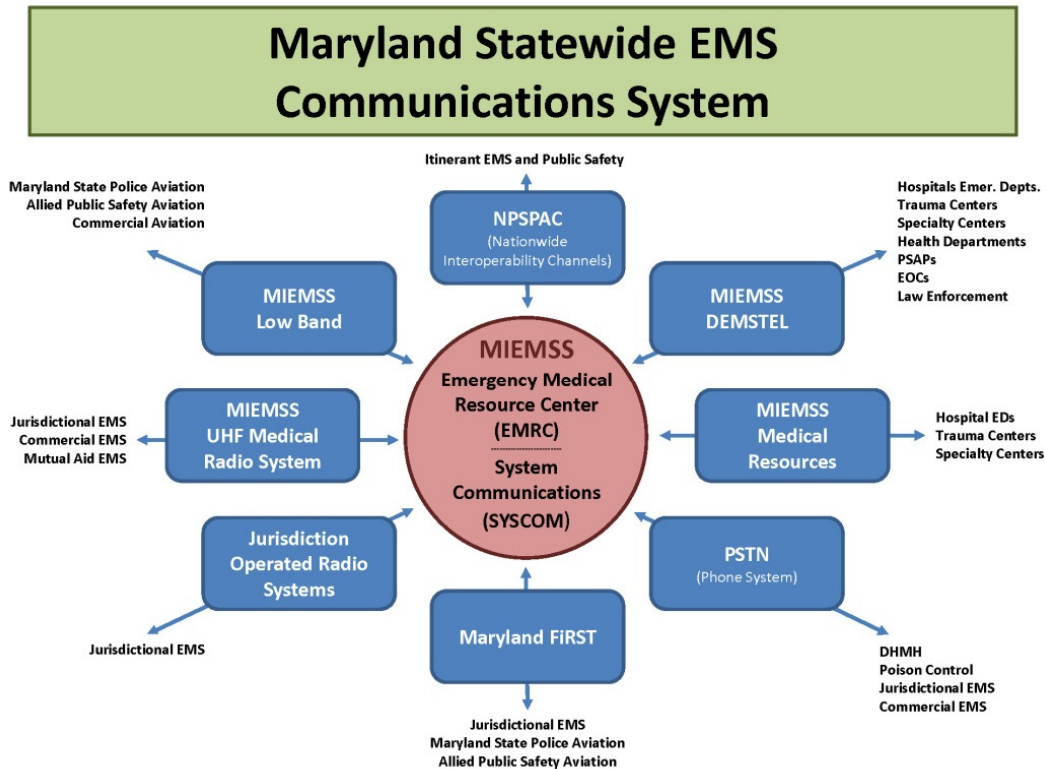 Maryland Statewide EMS
Communications System
Itinerant EMS and Public Safety
NPSPAC
(Nationwide
Interoperability Channels)
Maryland State Police Aviation
Allied Public Safety Aviation
Commercial Aviation
MIEMSS
Low Band
Hospitals Emer. Depts.
Trauma Centers
Specialty Centers
Health Departments
PSAPs
EOCs
Law Enforcement
MIEMSS
DEMSTEL
MIEMSS
Emergency Medical
Resource Center
(EMRC)
System
Communications
(SYSCOM)
Jurisdictional EMS
Commercial EMS
Mutual Aid EMS
MIEMSS
UHF Medical
Radio System
MIEMSS
Medical
Resources
Hospital EDs
Trauma Centers
Specialty Centers
Jurisdiction
Operated Radio
Systems
Jurisdictional EMS
PSTN
(Phone System)
DHMH
Poison Control
Jurisdictional EMS
Commercial EMS
Maryland FiRST
Jurisdictional EMS
Maryland State Police Aviation
Allied Public Safety Aviation